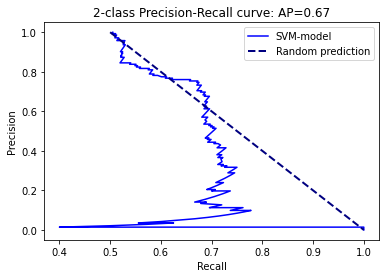 2-class Precision-Recall curve: AP=0.67
SVM-model
Random prediction
Precision
1.0
0.8
0.6
0.4
0.2
0.0
0.4 0.5 0.6 0.7 0.8 0.9 1.0
Recall